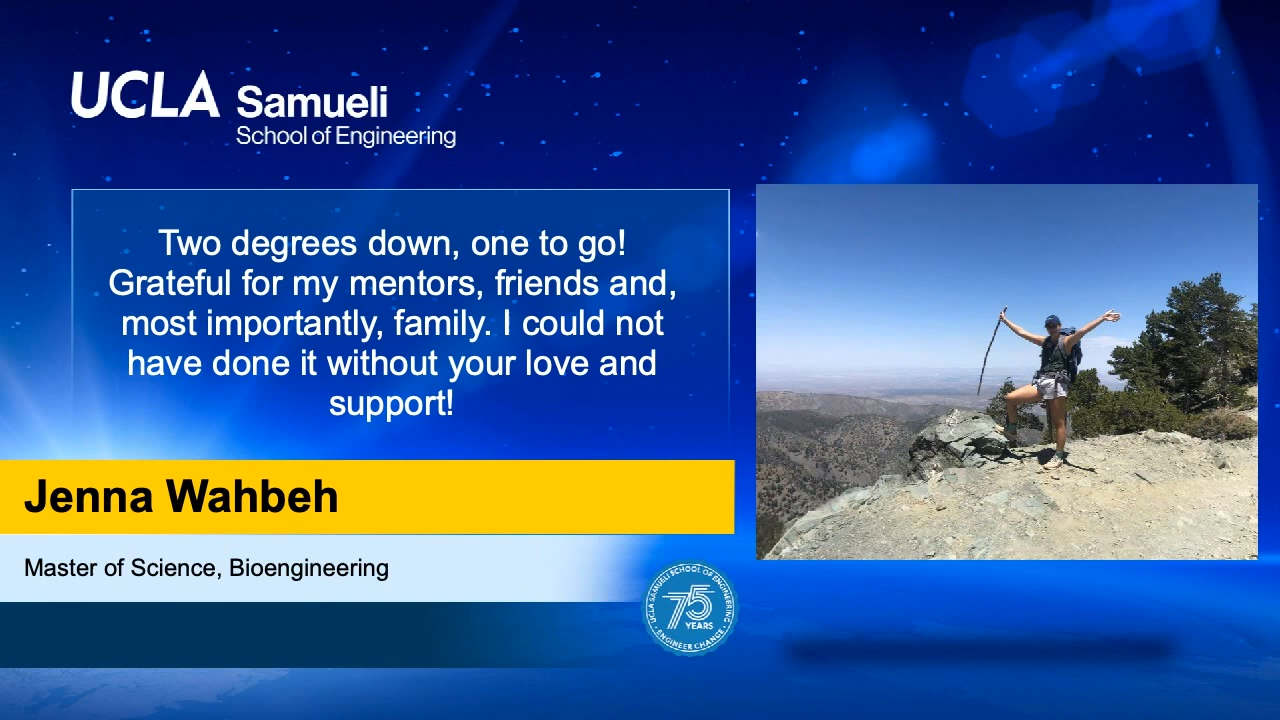 UCLA Samueli
School of Engineering
Two degrees down, one to go!
Grateful for my mentors, friends and,
most importantly, family. I could not
have done it without your love and
support!
Jenna Wahbeh
Master of Science, Bioengineering
UCLA SAMUELI SCHOOL OF ENGINEERING
75
YEARS
ENGINEER CHANGE